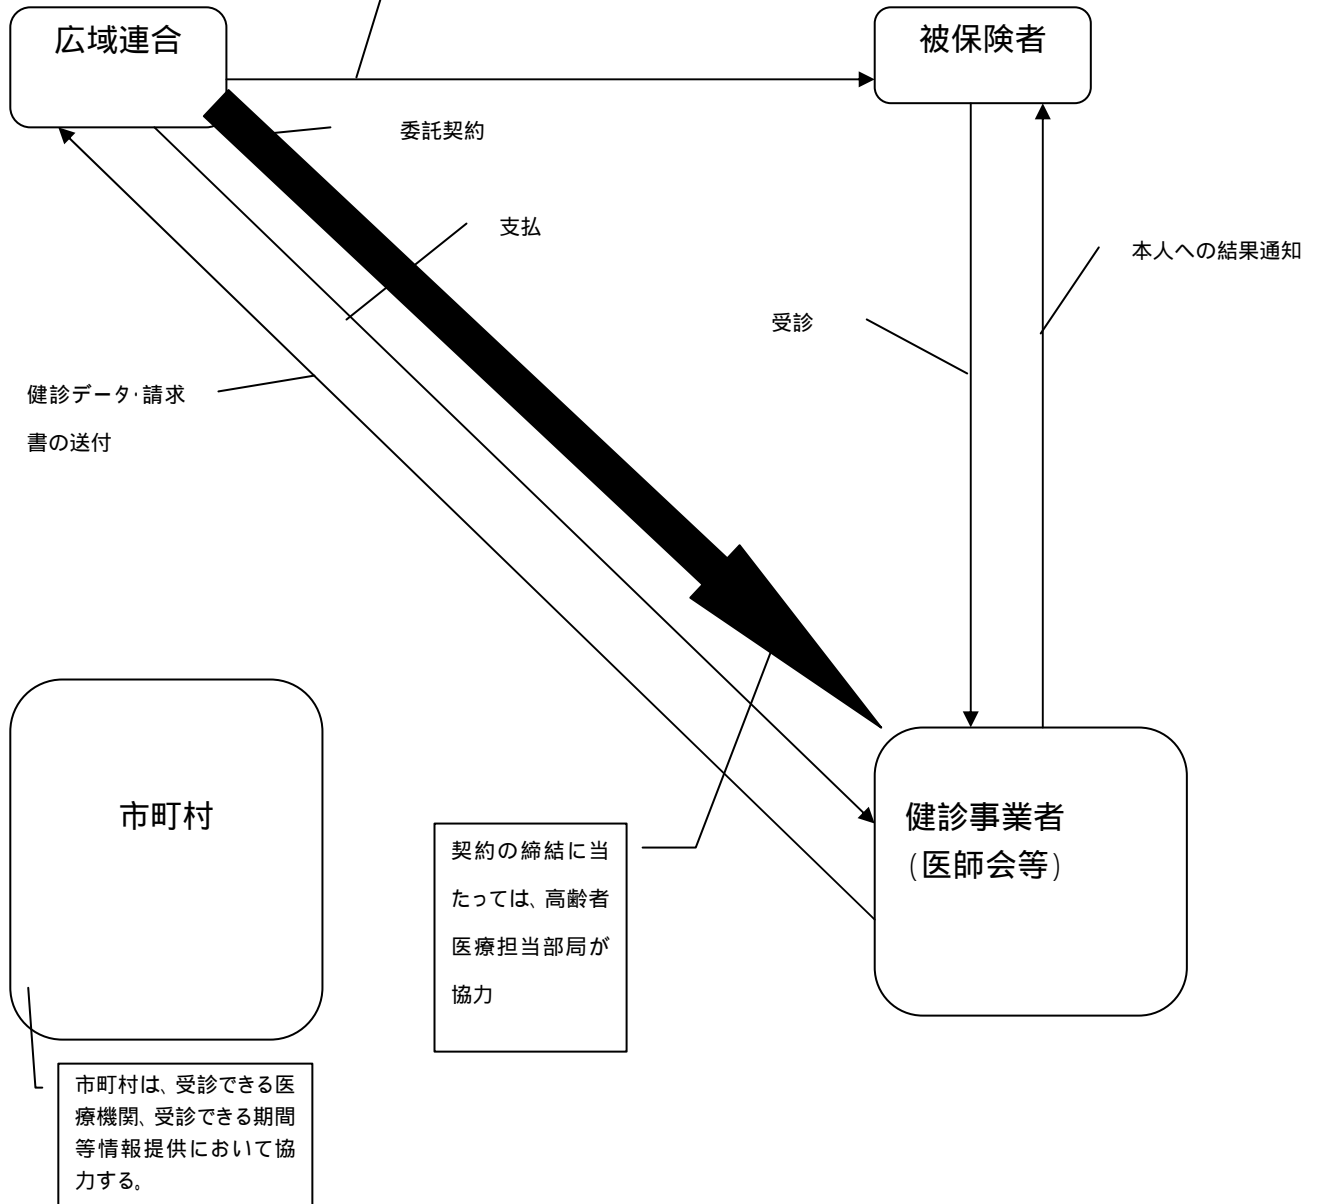 広域連合
被保険者
委託契約
支払
本人への結果通知
受診
健診データ・請求
書の送付
市町村
健診事業者
(医師会等)
契約の締結に当
たっては、高齢者
医療担当部局が
協力
市町村は、受診できる医
療機関、受診できる期間
等情報提供において協
力する。